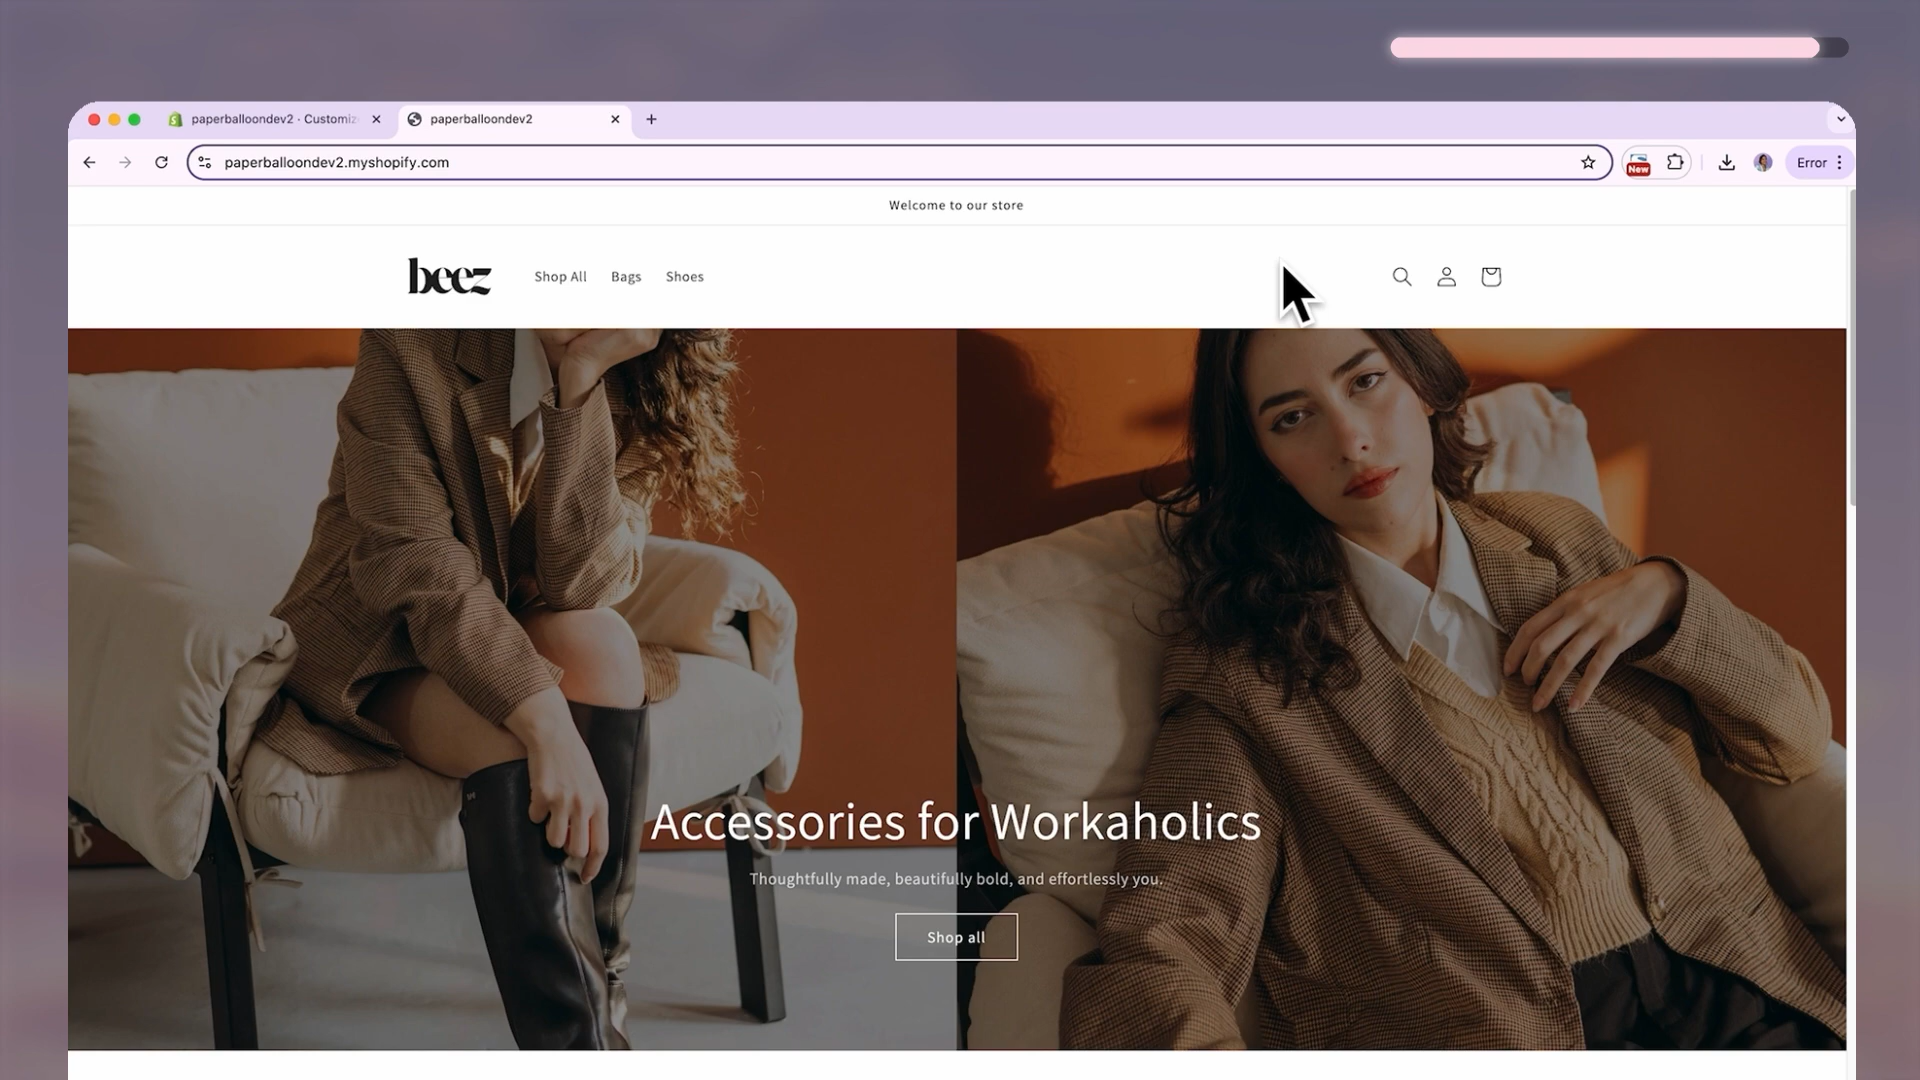 paperballoondev2 · Customiz
paperballoondev2
paperballoondev2.myshopify.com
New
Error
Welcome to our store
beez
Shop All
Bags
Shoes
Accessories for Workaholics
Thoughtfully made, beautifully bold, and effortlessly you.
Shop all